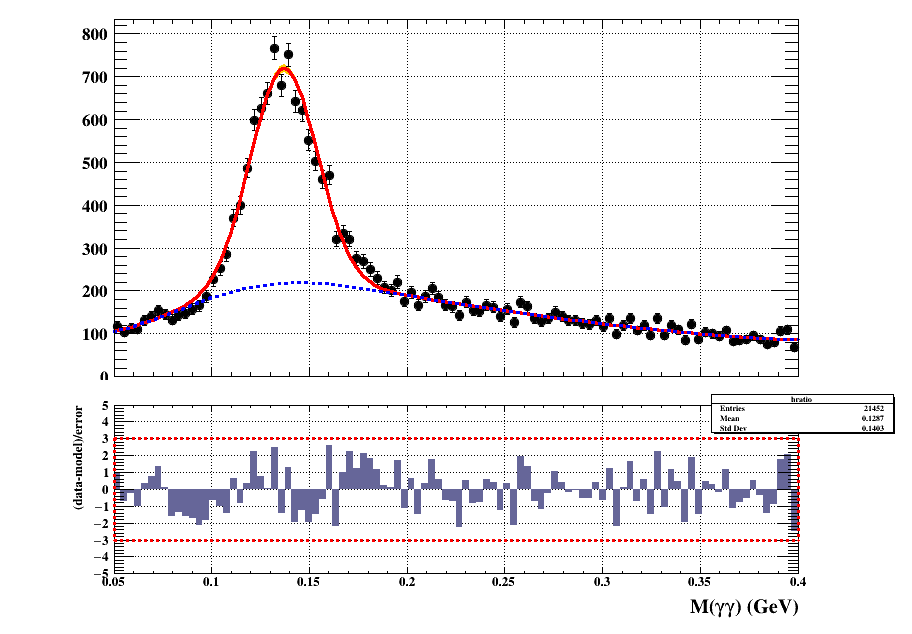 800
700
600
500
400
300
200
100
0
hratio
Entries 21452
Mean 0.1287
Std Dev 0.1403
(data-model)/error
5
4
3
2
1
0
−1
−2
−3
−4
−5
0.05 0.1 0.15 0.2 0.25 0.3 0.35 0.4
M(γγ) (GeV)